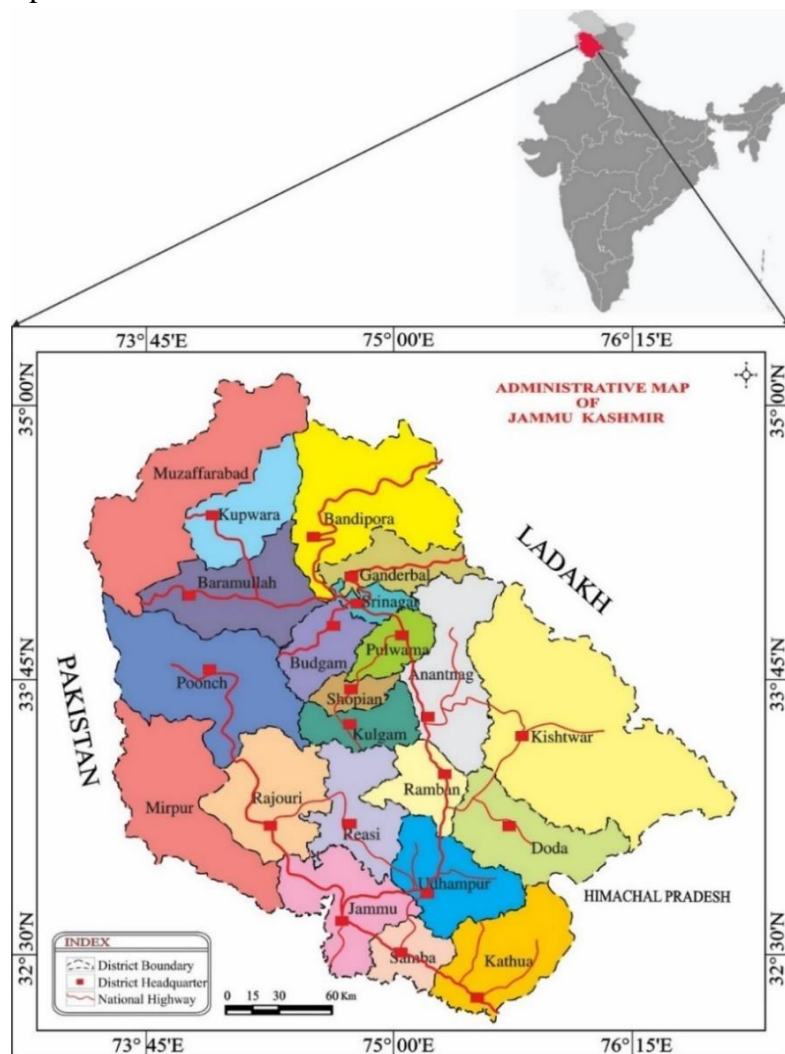 73°45'E 75°00'E 76°15'E
35°00'N
35°00'N
ADMINISTRATIVE MAP
OF
JAMMU KASHMIR
Muzaffarabad
Kupwara
Bandipora
LADAKH
Baramullah
Ganderbal
Srinagar
33°45'N
33°45'N
PAKISTAN
Poonch
Budgam
Pulwama
Anantnag
Shopian
Kulgam
Kishtwar
Mirpur
Rajouri
Reasi
Ramban
Doda
Udhampur
HIMACHAL PRADESH
Jammu
Samba
Kathua
32°30'N
32°30'N
INDEX
District Boundary
District Headquarter
National Highway
0 15 30 60 Km
73°45'E 75°00'E 76°15'E